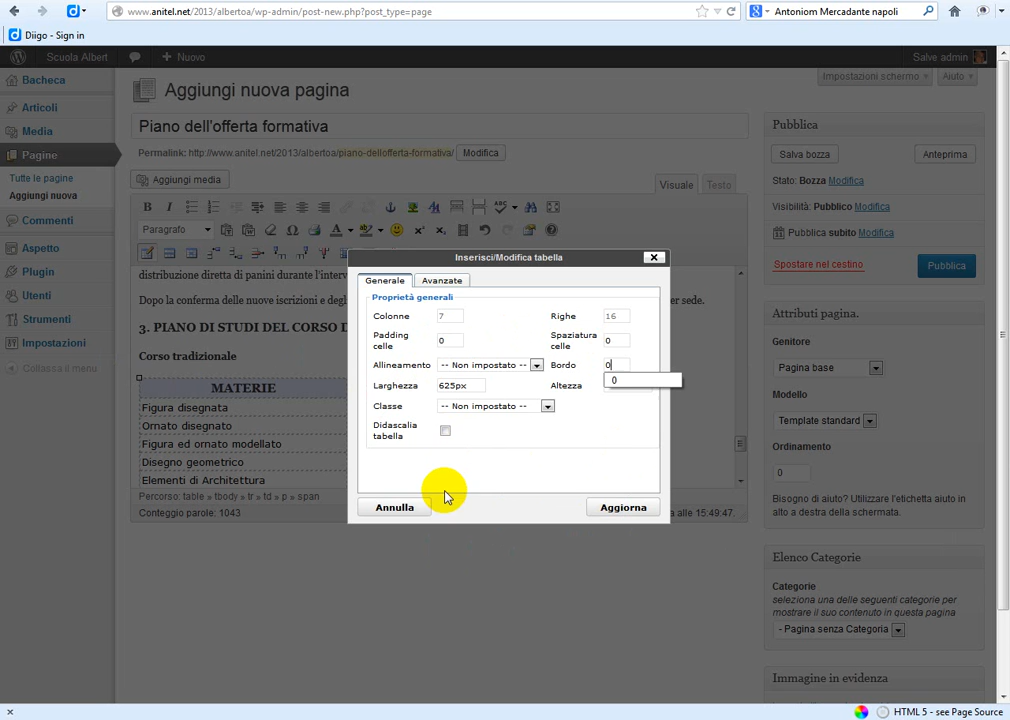 www.anitel.net/2013/albertoa/wp-admin/post-new.php?post_type=page
Antoniom Mercadante napoli
Diigo - Sign in
Scuola Albert
Nuovo
Salve admin
Bacheca
Articoli
Media
Pagine
Tutte le pagine
Aggiungi nuova
Commenti
Aspetto
Plugin
Utenti
Strumenti
Impostazioni
Collassa il menu
Impostazioni schermo
Aiuto
Aggiungi nuova pagina
Piano dell'offerta formativa
Permalink: http://www.anitel.net/2013/albertoa/piano-dellofferta-formativa/
Modifica
Aggiungi media
Visuale
Testo
Paragrafo
distribuzione diretta di panini durante l'interv
Dopo la conferma delle nuove iscrizioni e degl
per sede.
3. PIANO DI STUDI DEL CORSO D
Corso tradizionale
MATERIE
Figura disegnata
Ornato disegnato
Figura ed ornato modellato
Disegno geometrico
Elementi di Architettura
Percorso: table » tbody » tr » td » p » span
Conteggio parole: 1043
alle 15:49:47.
Inserisci/Modifica tabella
Generale
Avanzate
Proprietà generali
Colonne
7
Righe
16
Padding celle
0
Spaziatura celle
0
Allineamento
-- Non impostato --
Bordo
0
0
Larghezza
625px
Altezza
Classe
-- Non impostato --
Didascalia tabella
Annulla
Aggiorna
Pubblica
Salva bozza
Anteprima
Stato: Bozza Modifica
Visibilità: Pubblico Modifica
Pubblica subito Modifica
Spostare nel cestino
Pubblica
Attributi pagina.
Genitore
Pagina base
Modello
Template standard
Ordinamento
0
Bisogno di aiuto? Utilizzare l'etichetta aiuto in
alto a destra della schermata.
Elenco Categorie
Categorie
seleziona una delle seguenti categorie per
mostrare il suo contenuto in questa pagina
- Pagina senza Categoria
Immagine in evidenza
HTML 5 - see Page Source